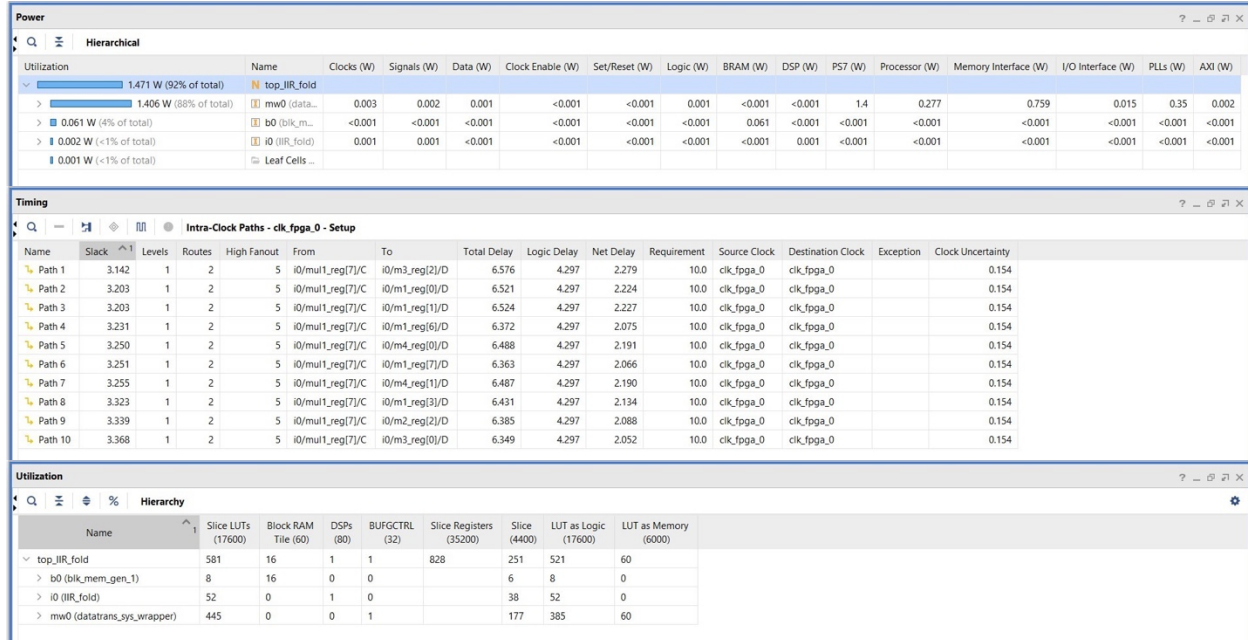 Power
Hierarchical
Utilization Name Clocks (W) Signals (W) Data (W) Clock Enable (W) Set/Reset (W) Logic (W) BRAM (W) DSP (W) PS7 (W) Processor (W) Memory Interface (W) I/O Interface (W) PLLs (W) AXI (W)
1.471 W (92% of total) N top_IIR_fold
1.406 W (88% of total) mw0 (data... 0.003 0.002 0.001 <0.001 <0.001 0.001 <0.001 <0.001 1.4 0.277 0.759 0.015 0.35 0.002
0.061 W (4% of total) b0 (blk_m... <0.001 <0.001 <0.001 <0.001 <0.001 <0.001 0.061 <0.001 <0.001 <0.001 <0.001 <0.001 <0.001 <0.001
0.002 W (<1% of total) i0 (IIR_fold) 0.001 0.001 <0.001 <0.001 <0.001 <0.001 <0.001 0.001 <0.001 <0.001 <0.001 <0.001 <0.001 <0.001
0.001 W (<1% of total) Leaf Cells ...
Timing
Intra-Clock Paths - clk_fpga_0 - Setup
Name Slack 1 Levels Routes High Fanout From To Total Delay Logic Delay Net Delay Requirement Source Clock Destination Clock Exception Clock Uncertainty
Path 1 3.142 1 2 5 i0/mul1_reg[7]/C i0/m3_reg[2]/D 6.576 4.297 2.279 10.0 clk_fpga_0 clk_fpga_0 0.154
Path 2 3.203 1 2 5 i0/mul1_reg[7]/C i0/m1_reg[0]/D 6.521 4.297 2.224 10.0 clk_fpga_0 clk_fpga_0 0.154
Path 3 3.203 1 2 5 i0/mul1_reg[7]/C i0/m1_reg[1]/D 6.524 4.297 2.227 10.0 clk_fpga_0 clk_fpga_0 0.154
Path 4 3.231 1 2 5 i0/mul1_reg[7]/C i0/m1_reg[6]/D 6.372 4.297 2.075 10.0 clk_fpga_0 clk_fpga_0 0.154
Path 5 3.250 1 2 5 i0/mul1_reg[7]/C i0/m4_reg[0]/D 6.488 4.297 2.191 10.0 clk_fpga_0 clk_fpga_0 0.154
Path 6 3.251 1 2 5 i0/mul1_reg[7]/C i0/m1_reg[7]/D 6.363 4.297 2.066 10.0 clk_fpga_0 clk_fpga_0 0.154
Path 7 3.255 1 2 5 i0/mul1_reg[7]/C i0/m4_reg[1]/D 6.487 4.297 2.190 10.0 clk_fpga_0 clk_fpga_0 0.154
Path 8 3.323 1 2 5 i0/mul1_reg[7]/C i0/m1_reg[3]/D 6.431 4.297 2.134 10.0 clk_fpga_0 clk_fpga_0 0.154
Path 9 3.339 1 2 5 i0/mul1_reg[7]/C i0/m2_reg[2]/D 6.385 4.297 2.088 10.0 clk_fpga_0 clk_fpga_0 0.154
Path 10 3.368 1 2 5 i0/mul1_reg[7]/C i0/m3_reg[0]/D 6.349 4.297 2.052 10.0 clk_fpga_0 clk_fpga_0 0.154
Utilization
% Hierarchy
Name 1 Slice LUTs (17600) Block RAM Tile (60) DSPs (80) BUFGCTRL (32) Slice Registers (35200) Slice (4400) LUT as Logic (17600) LUT as Memory (6000)
top_IIR_fold 581 16 1 1 828 251 521 60
b0 (blk_mem_gen_1) 8 16 0 0 6 8 0
i0 (IIR_fold) 52 0 1 0 38 52 0
mw0 (datatrans_sys_wrapper) 445 0 0 1 177 385 60